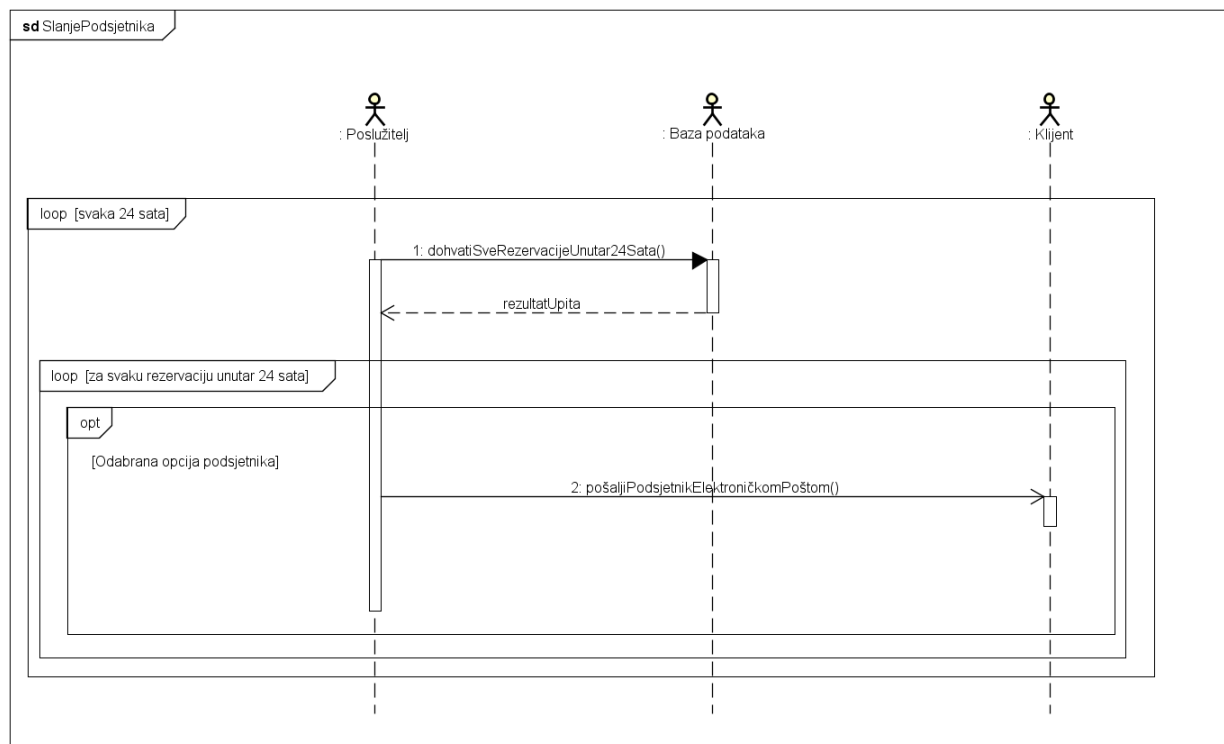 sd SlanjePodsjetnika
: Poslužitelj
: Baza podataka
: Klijent
loop [svaka 24 sata]
1: dohvatiSveRezervacijeUnutar24Sata()
rezultatUpita
loop [za svaku rezervaciju unutar 24 sata]
opt
[Odabrana opcija podsjetnika]
2: pošaljiPodsjetnikElektroničkomPoštom()